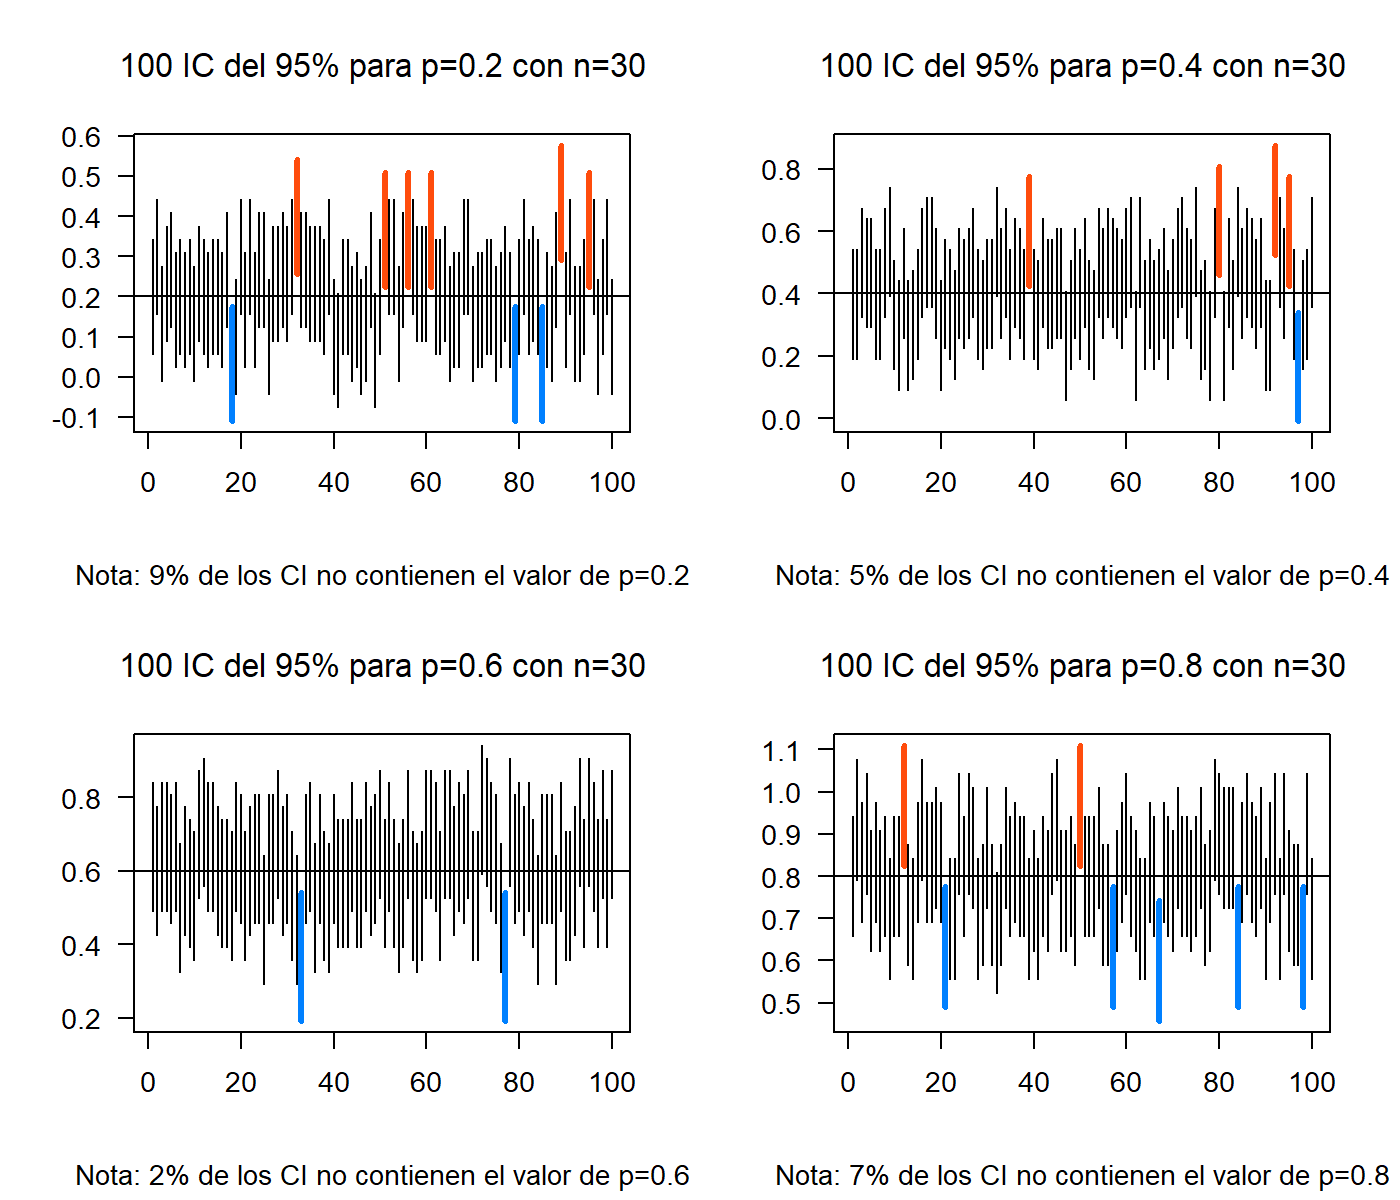 100 IC del 95% para p=0.2 con n=30
0.6
0.5
0.4
0.3
0.2
0.1
0.0
-0.1
0 20 40 60 80 100
Nota: 9% de los CI no contienen el valor de p=0.2
100 IC del 95% para p=0.4 con n=30
0.8
0.6
0.4
0.2
0.0
0 20 40 60 80 100
Nota: 5% de los CI no contienen el valor de p=0.4
100 IC del 95% para p=0.6 con n=30
0.8
0.6
0.4
0.2
0 20 40 60 80 100
Nota: 2% de los CI no contienen el valor de p=0.6
100 IC del 95% para p=0.8 con n=30
1.1
1.0
0.9
0.8
0.7
0.6
0.5
0 20 40 60 80 100
Nota: 7% de los CI no contienen el valor de p=0.8